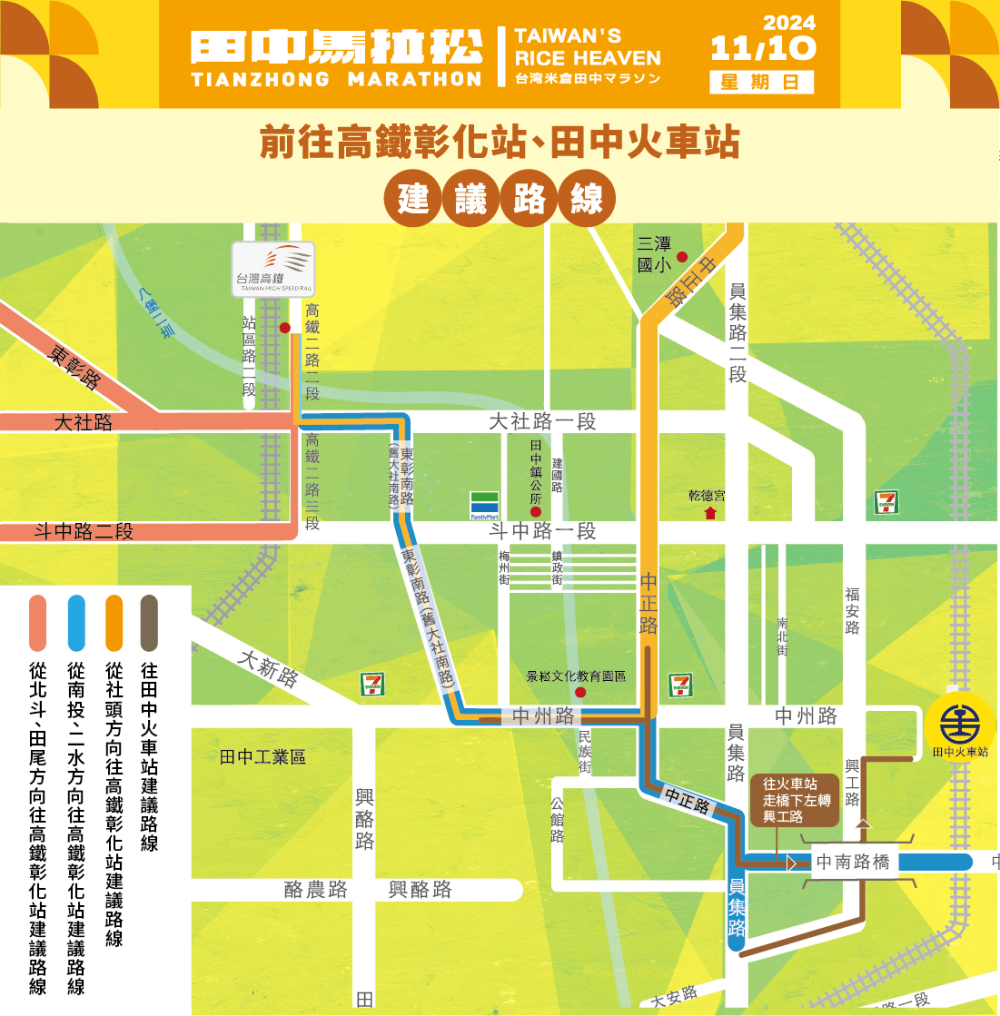 田中馬拉松
TIANZHONG MARATHON
TAIWAN'S
RICE HEAVEN
台湾米倉田中マラソン
2024
11/10
星期日
前往高鐵彰化站、田中火車站
建議路線
台灣高鐵
TAIWAN HIGH SPEED RAIL
三潭
國小
中正路
八堡二圳
站區路二段
高鐵二路二段
員集路二段
東彰路
大社路
大社路一段
高鐵二路三段
東彰南路
(舊大社南路)
田中鎮公所
建國路
FamilyMart
乾德宮
7
ELEVEN
斗中路二段
斗中路一段
梅州街
鎮政街
東彰南路(舊大社南路)
中正路
南北街
福安路
大新路
7
ELEVEN
景崧文化教育園區
7
ELEVEN
中州路
中州路
田中火車站
民族街
員集路
田中工業區
興工路
往火車站
走橋下左轉
興工路
中正路
興酪路
公館路
中南路橋
中
酪農路
興酪路
員集路
田
大安路
路一段
往田中火車站建議路線
從社頭方向往高鐵彰化站建議路線
從南投、二水方向往高鐵彰化站建議路線
從北斗、田尾方向往高鐵彰化站建議路線